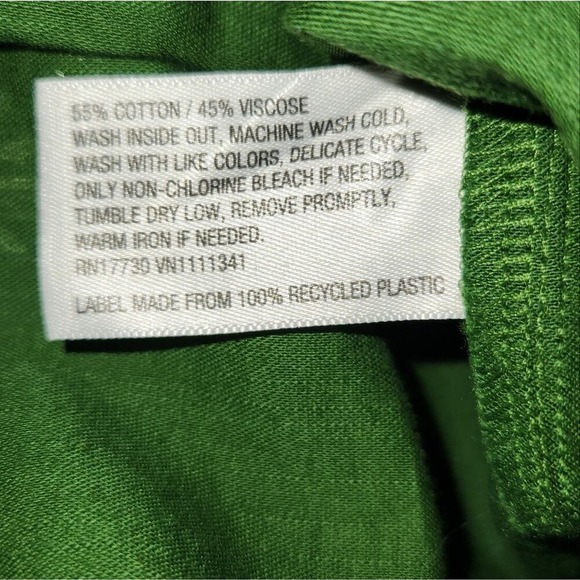 55% COTTON / 45% VISCOSE
WASH INSIDE OUT, MACHINE WASH COLD,
WASH WITH LIKE COLORS, DELICATE CYCLE,
ONLY NON-CHLORINE BLEACH IF NEEDED,
TUMBLE DRY LOW, REMOVE PROMPTLY,
WARM IRON IF NEEDED.
RN17730 VN1111341
LABEL MADE FROM 100% RECYCLED PLASTIC